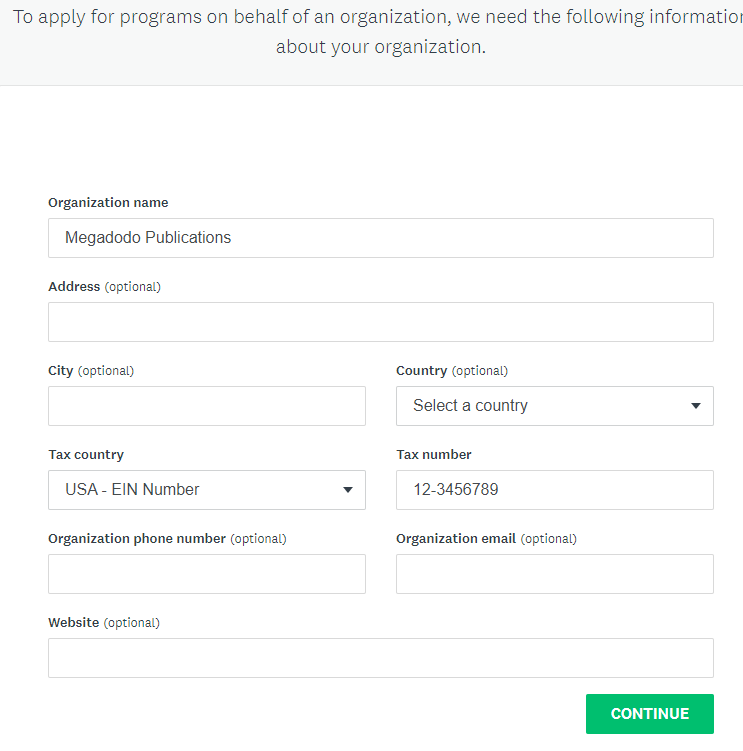 To apply for programs on behalf of an organization, we need the following information
about your organization.
Organization name
Megadodo Publications
Address (optional)
City (optional)
Country (optional)
Select a country
Tax country
Tax number
USA - EIN Number
12-3456789
Organization phone number (optional)
Organization email (optional)
Website (optional)
CONTINUE